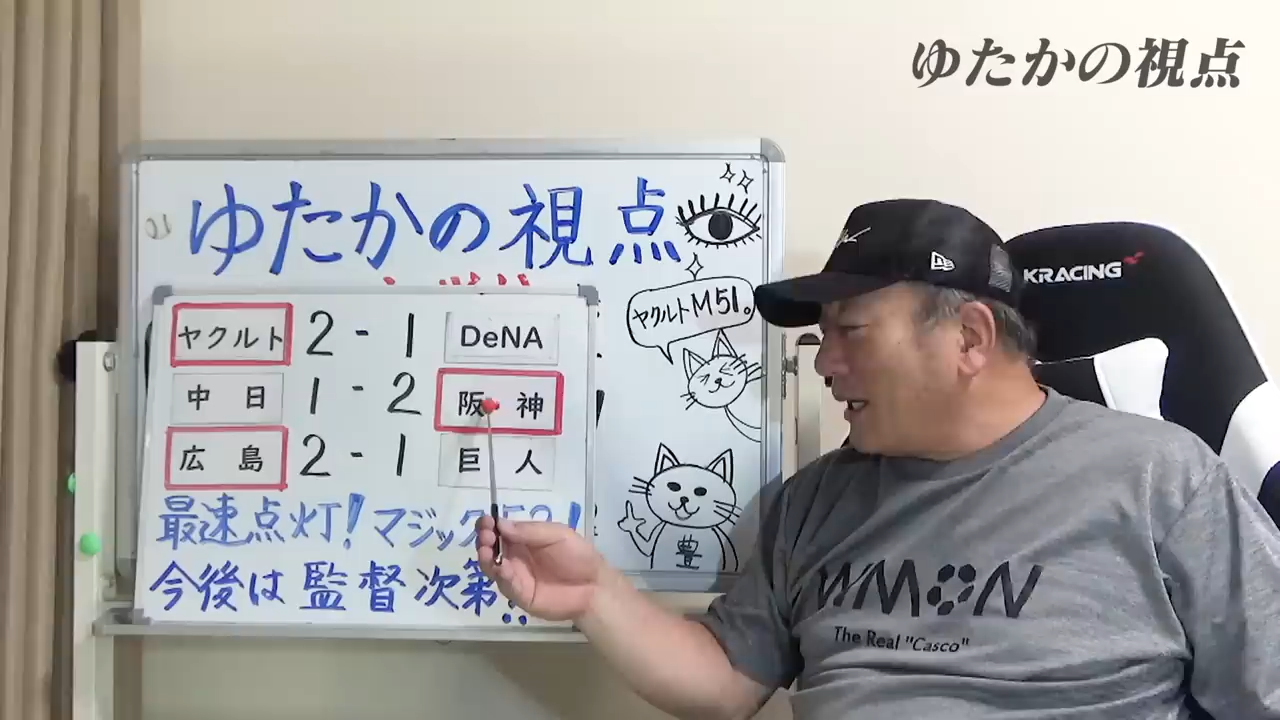 ゆたかの視点
ゆたかの視点
ヤクルトM51。
ヤクルト 2 - 1 DeNA
中日 1 - 2 阪神
広島 2 - 1 巨人
最速点灯!マジック
今後は監督次第
豊
KRACING
WMON
The Real "Casco"